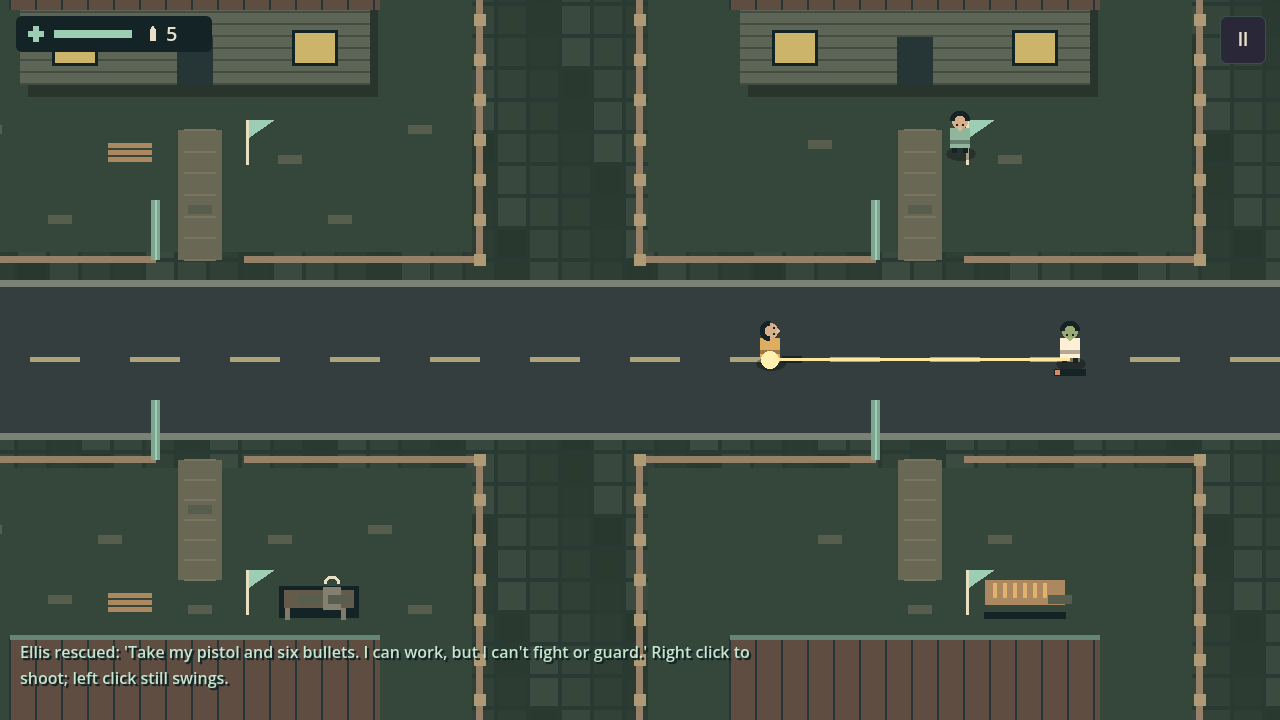 5
Ellis rescued: 'Take my pistol and six bullets. I can work, but I can't fight or guard.' Right click to
shoot; left click still swings.